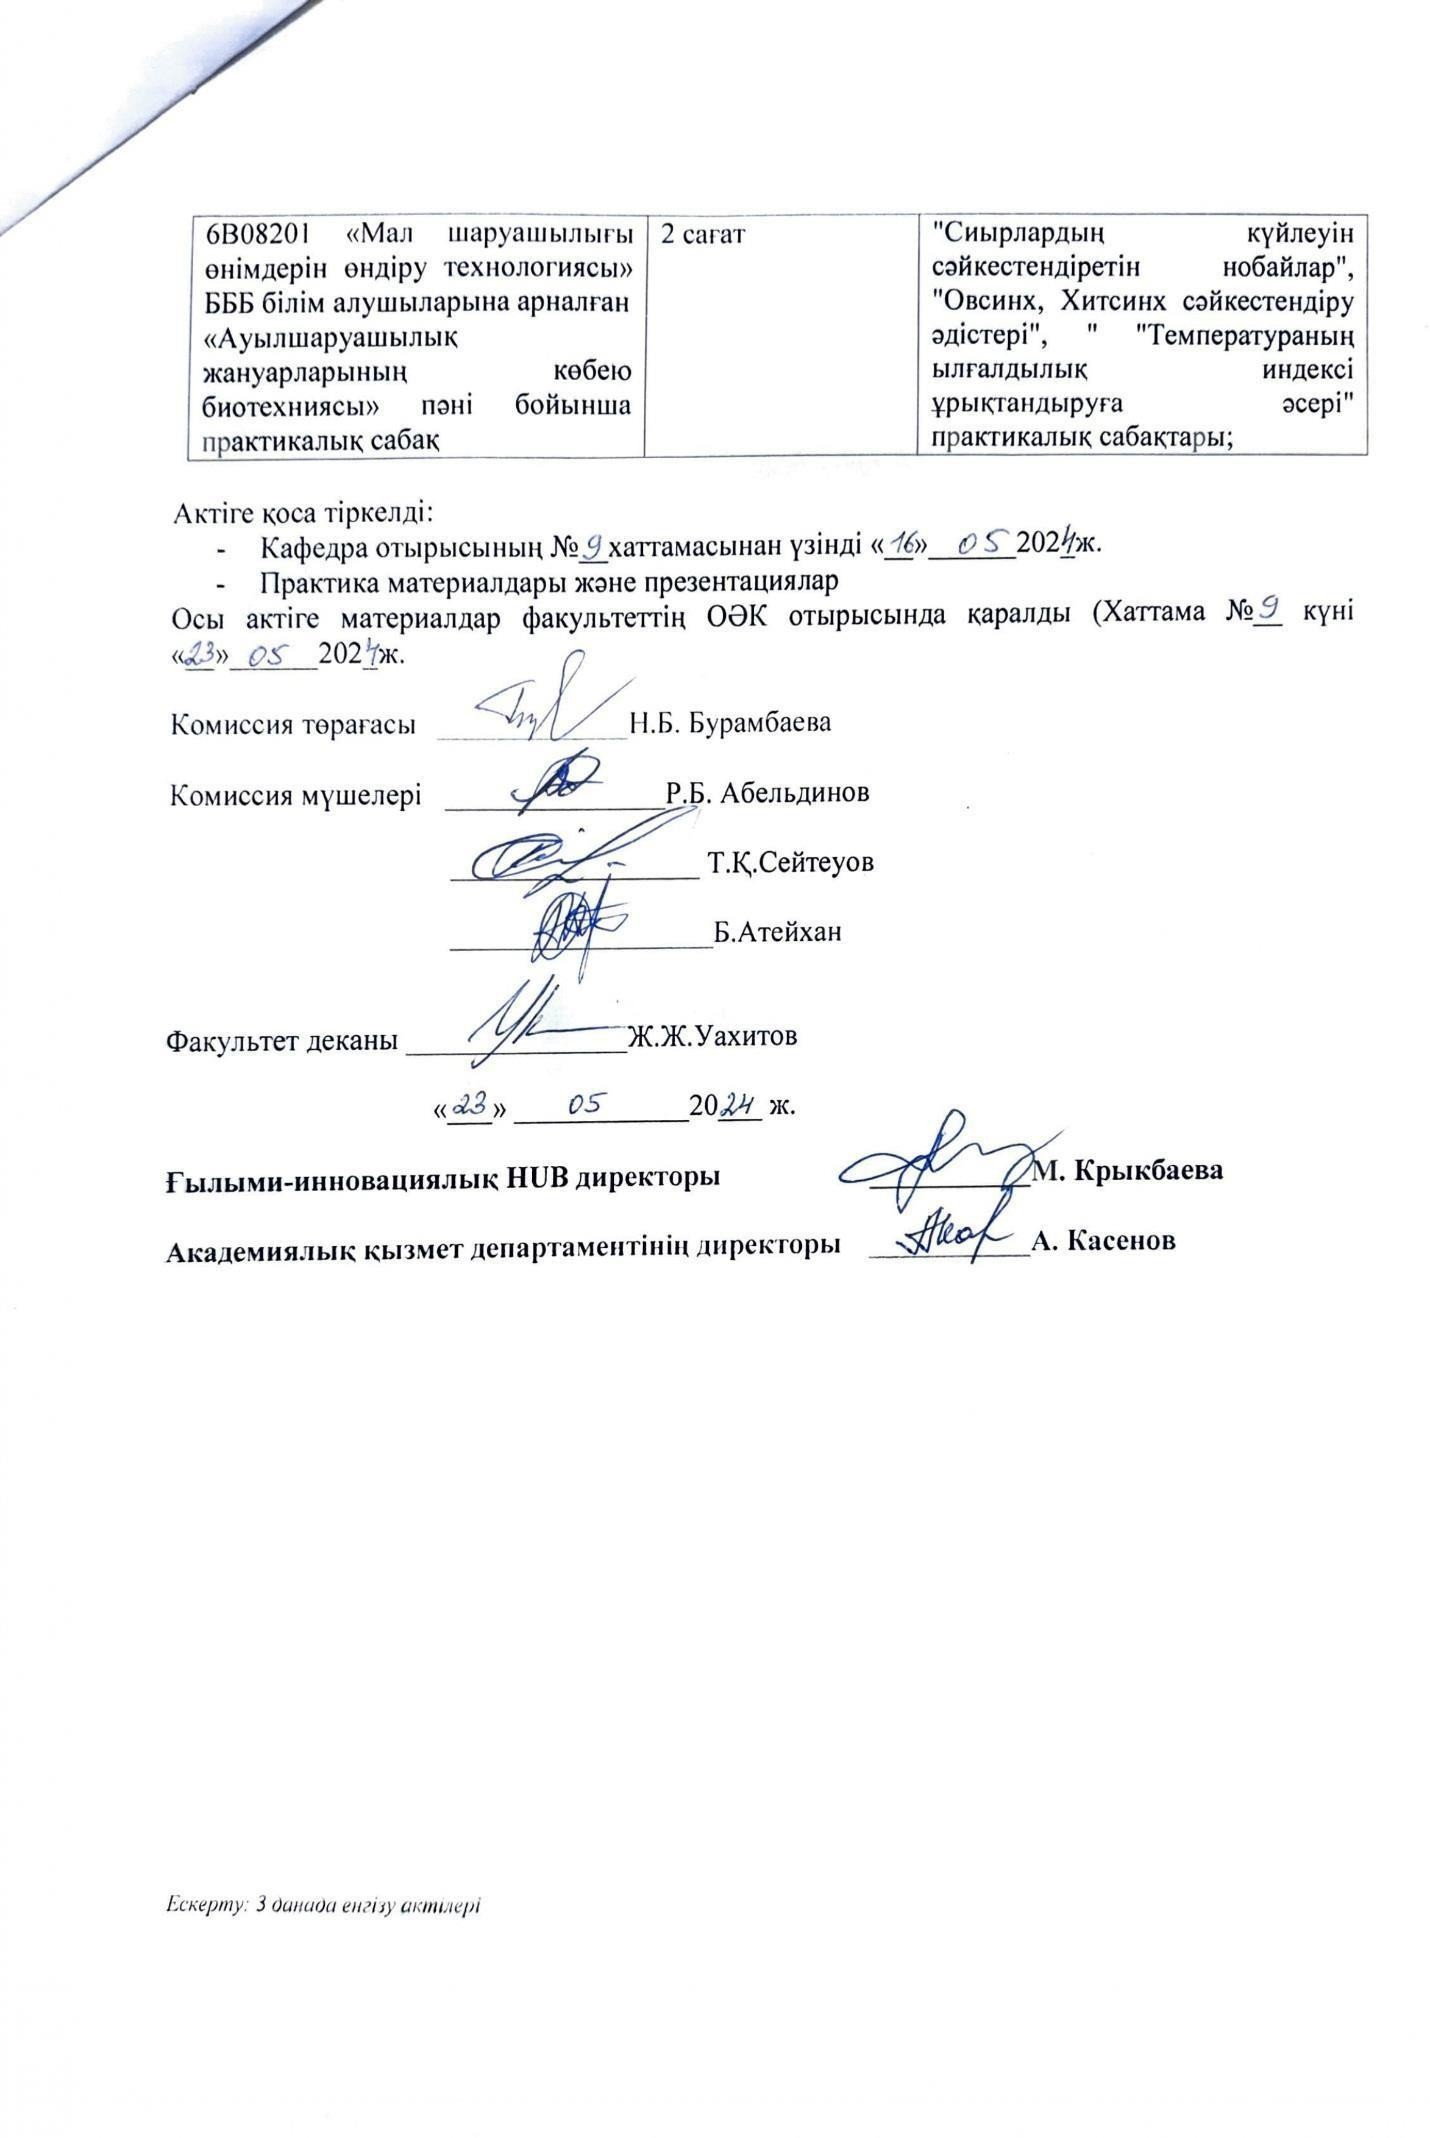 6В08201 «Мал шаруашылығы
өнімдерін өндіру технологиясы»
БББ білім алушыларына арналған
«Ауылшаруашылық
жануарларының көбею
биотехниясы» пәні бойынша
практикалық сабақ
2 сағат
"Сиырлардың күйлеуін
сәйкестендіретін нобайлар",
"Овсинх, Хитсинх сәйкестендіру
әдістері", " "Температураның
ылғалдылық индексі
ұрықтандыруға әсері"
практикалық сабақтары;
Актіге қоса тіркелді:
- Кафедра отырысының №9 хаттамасынан үзінді «16» 05 2024ж.
- Практика материалдары және презентациялар
Осы актіге материалдар факультеттің ОӘК отырысында қаралды (Хаттама №9 күні
«23» 05 2024ж.
Комиссия төрағасы Н.Б. Бурамбаева
Комиссия мүшелері Р.Б. Абельдинов
Т.Қ.Сейтеуов
Б.Атейхан
Факультет деканы Ж.Ж.Уахитов
«23» 05 2024 ж.
Ғылыми-инновациялық HUB директоры М. Крыкбаева
Академиялық қызмет департаментінің директоры А. Касенов
Ескерту: 3 данада енгізу актілері